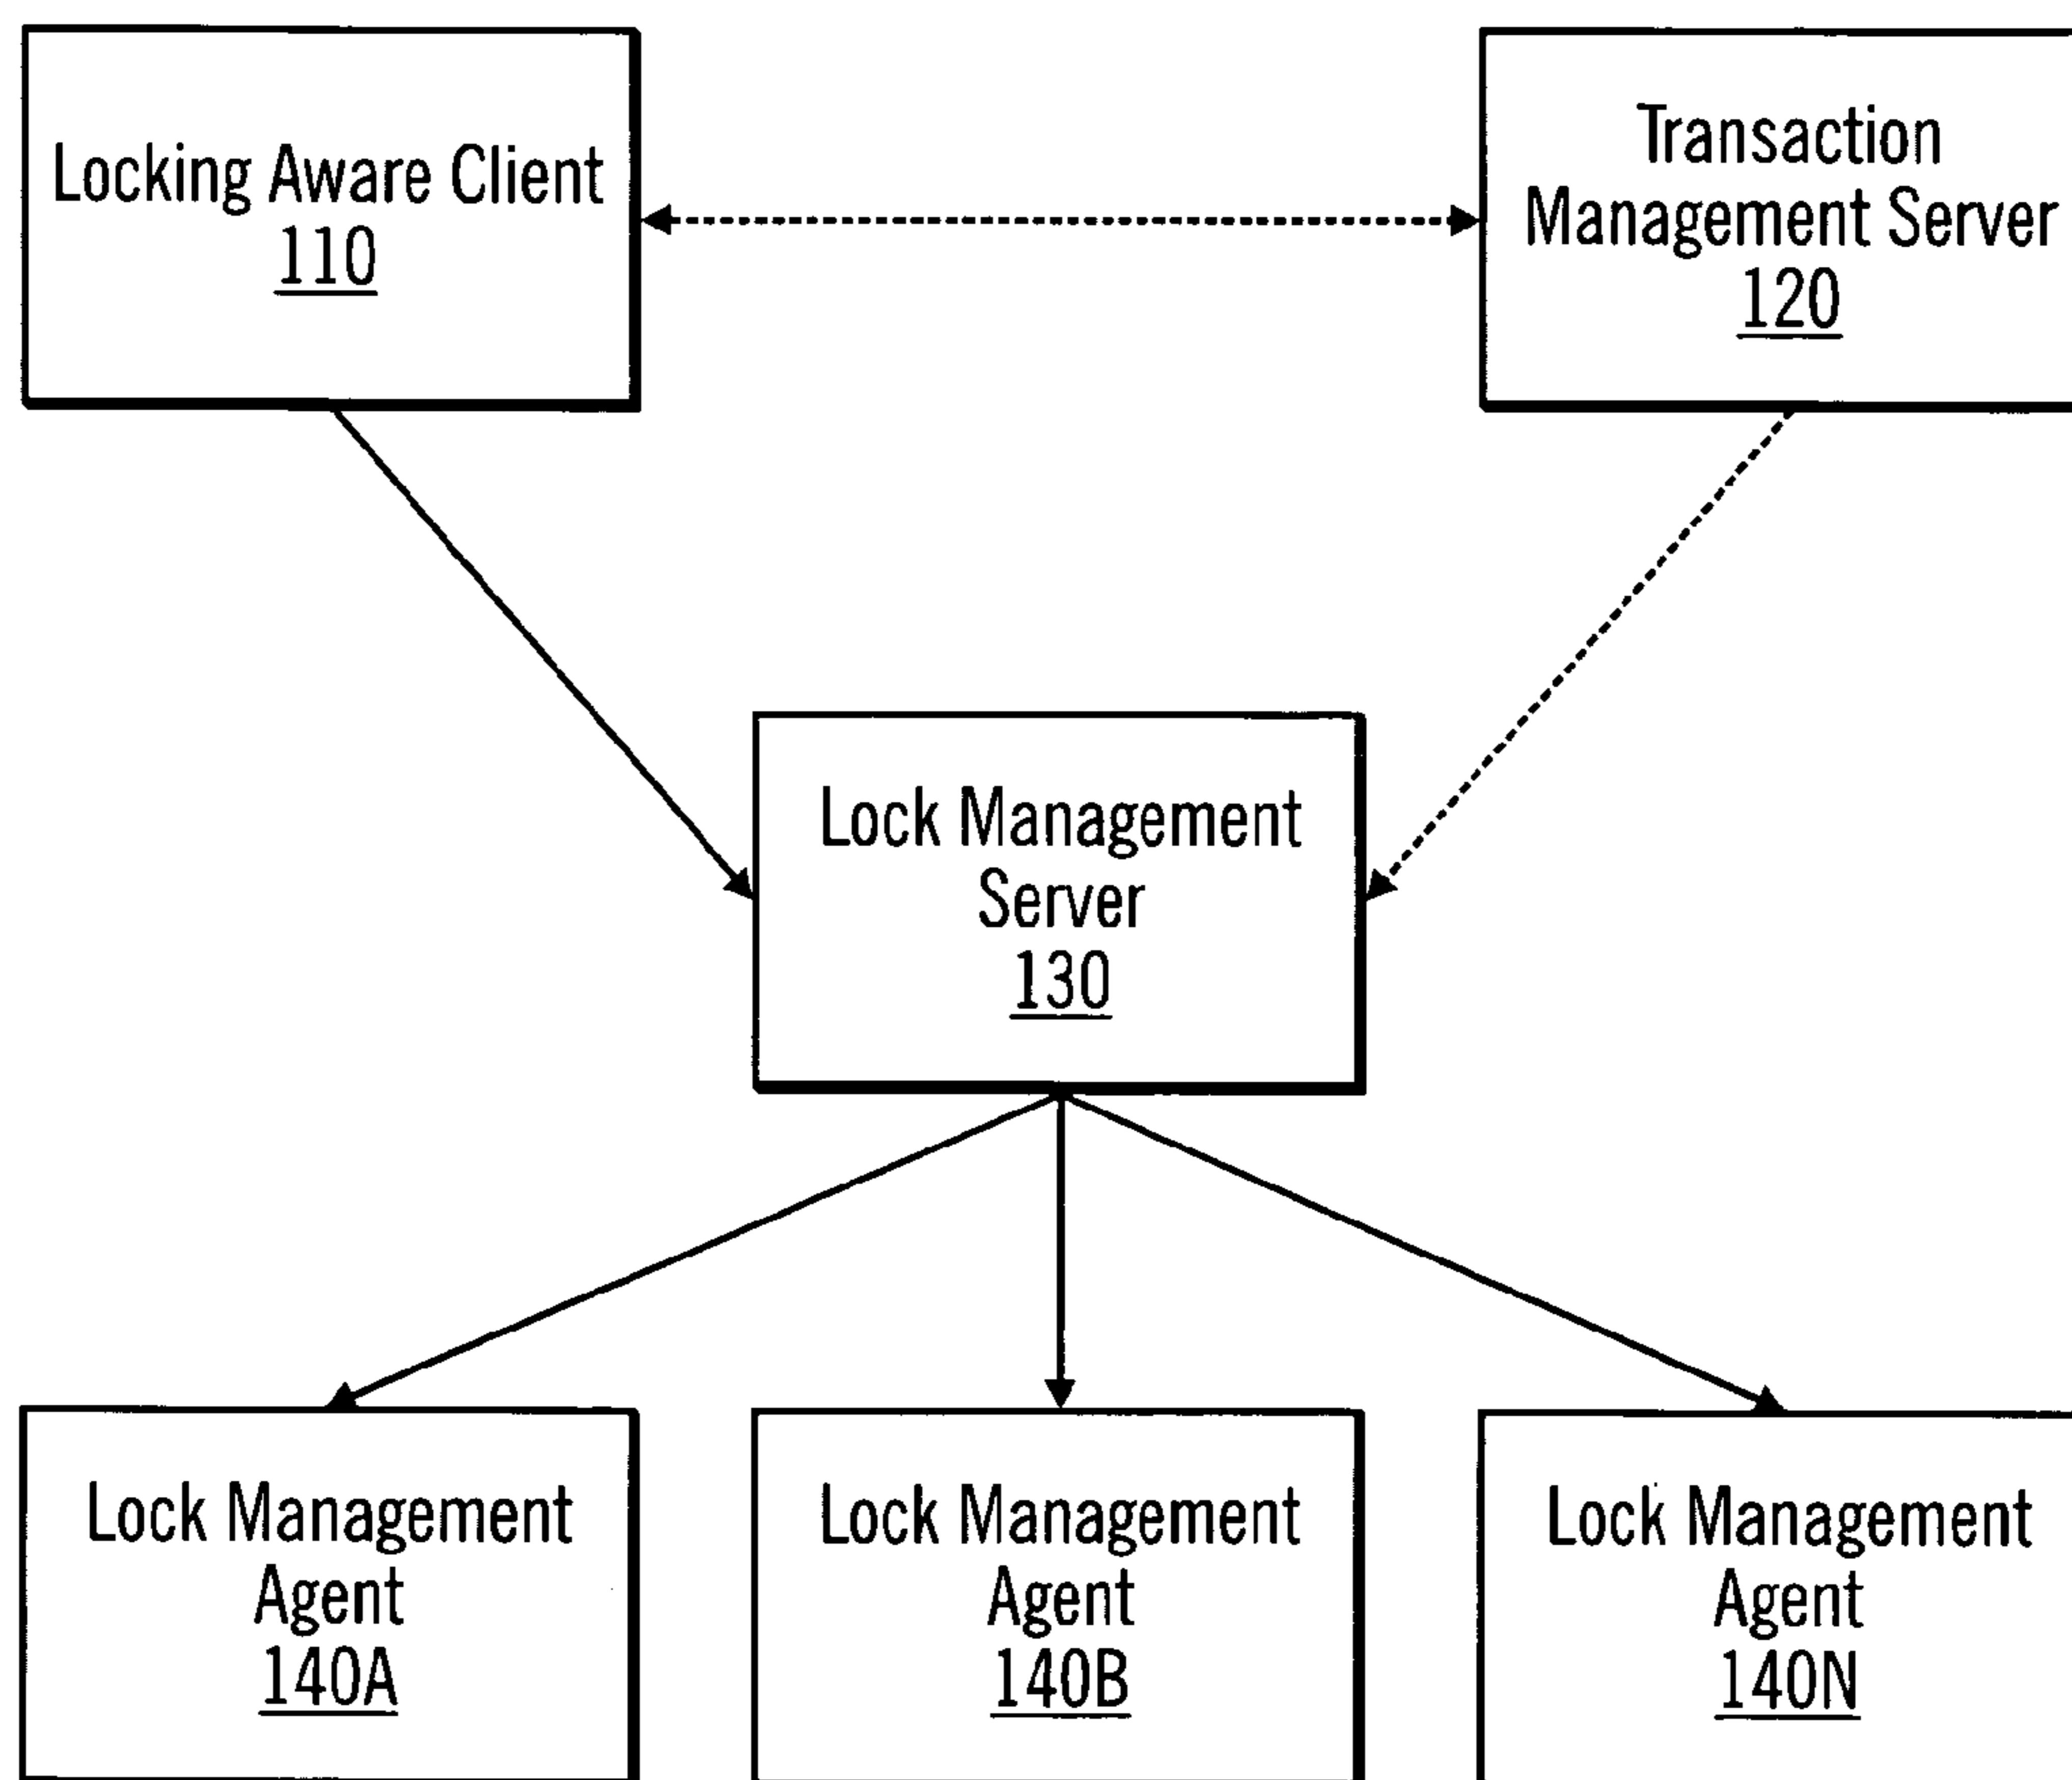 Locking Aware Client
110
Transaction
Management Server
120
Lock Management
Server
130
Lock Management
Agent
140A
Lock Management
Agent
140B
Lock Management
Agent
140N